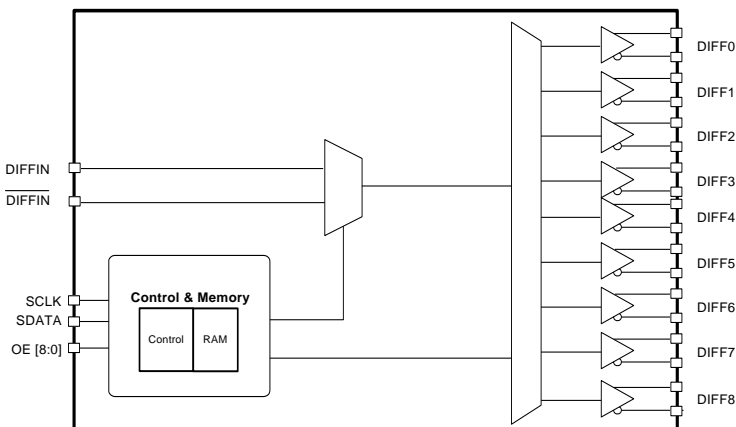 DIFF0
DIFF1
DIFF2
DIFFIN
DIFF3
DIFFIN
DIFF4
DIFF5
Control & Memory
SCLK
DIFF6
SDATA
Control RAM
OE [8:0]
DIFF7
DIFF8